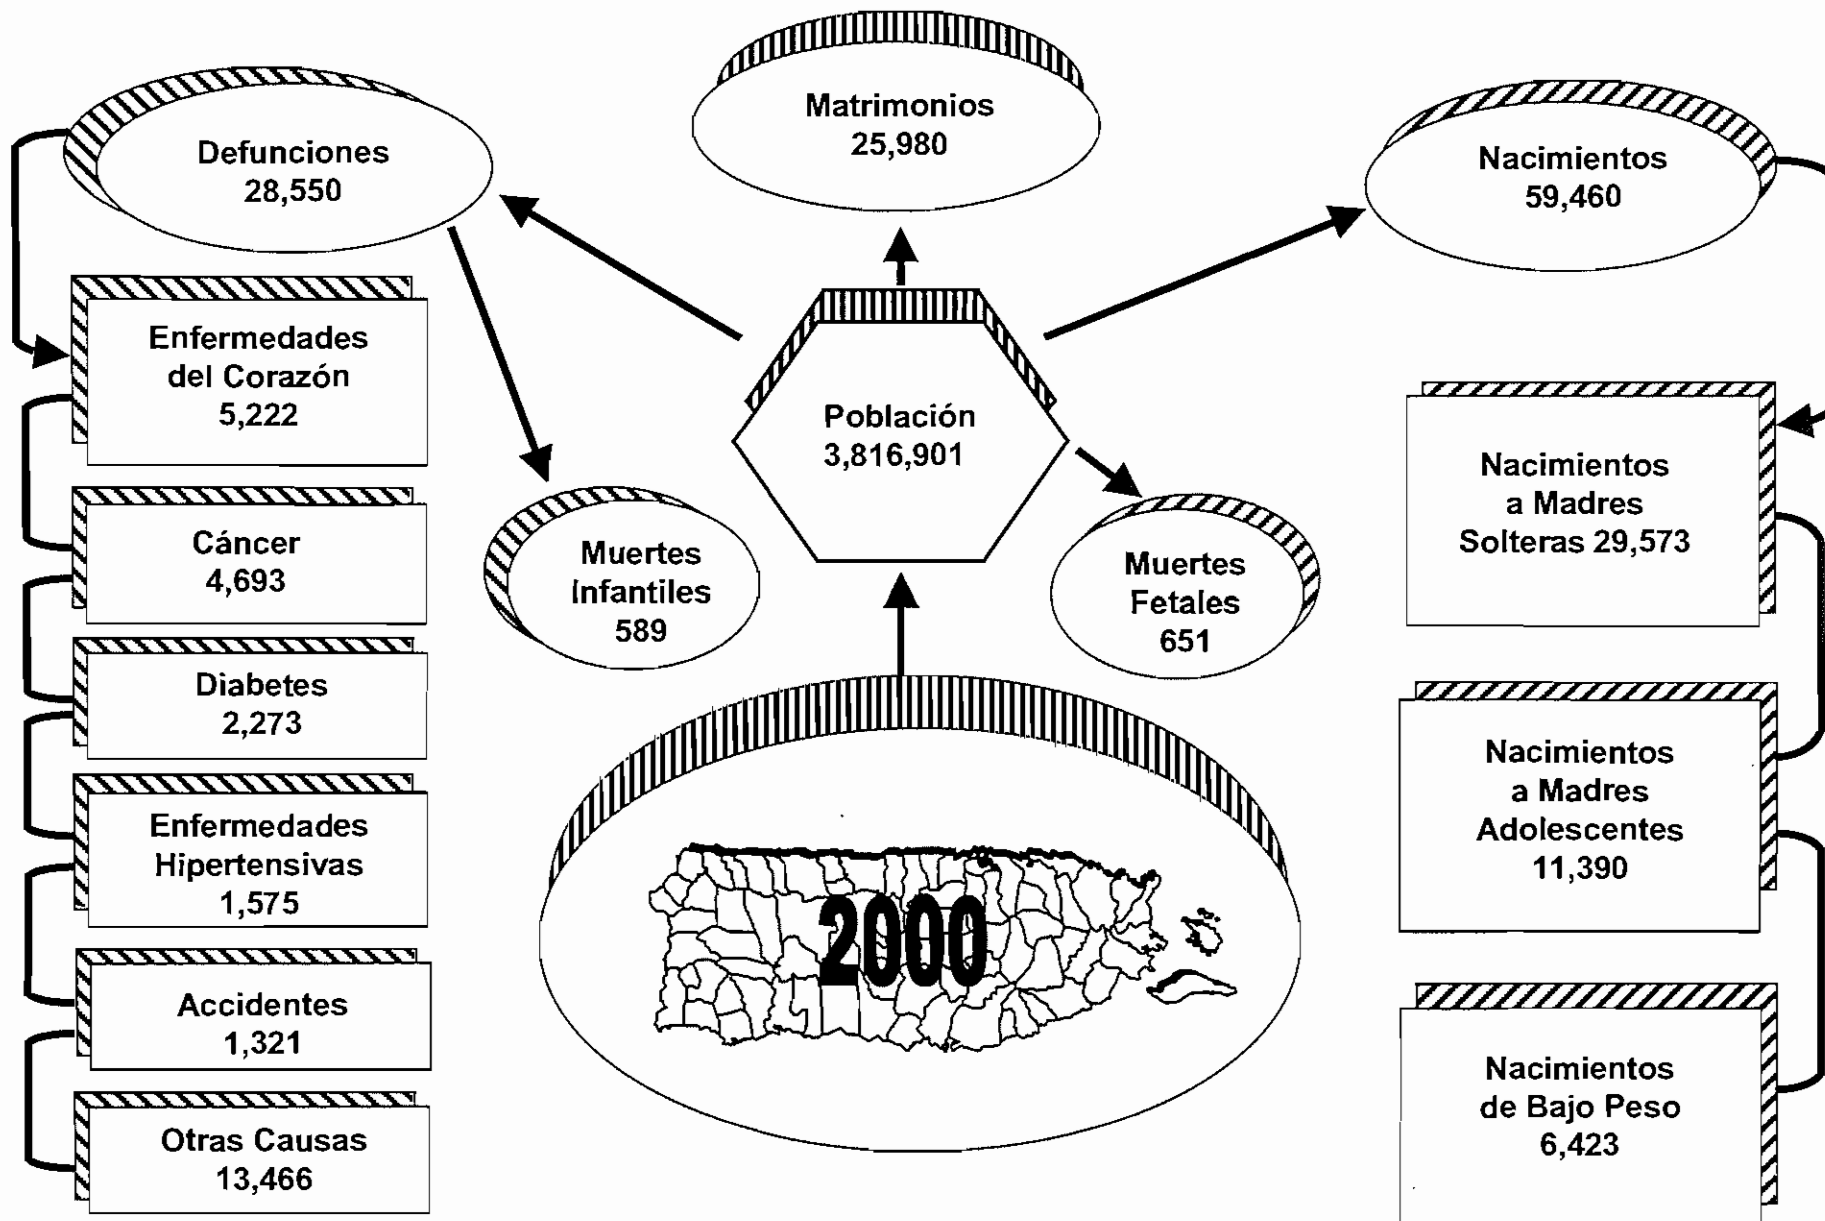 Matrimonios
25,980
Defunciones
28,550
Nacimientos
59,460
Enfermedades
del Corazón
5,222
Cáncer
4,693
Diabetes
2,273
Enfermedades
Hipertensivas
1,575
Accidentes
1,321
Otras Causas
13,466
Población
3,816,901
Muertes
Infantiles
589
Muertes
Fetales
651
2000
Nacimientos
a Madres
Solteras 29,573
Nacimientos
a Madres
Adolescentes
11,390
Nacimientos
de Bajo Peso
6,423